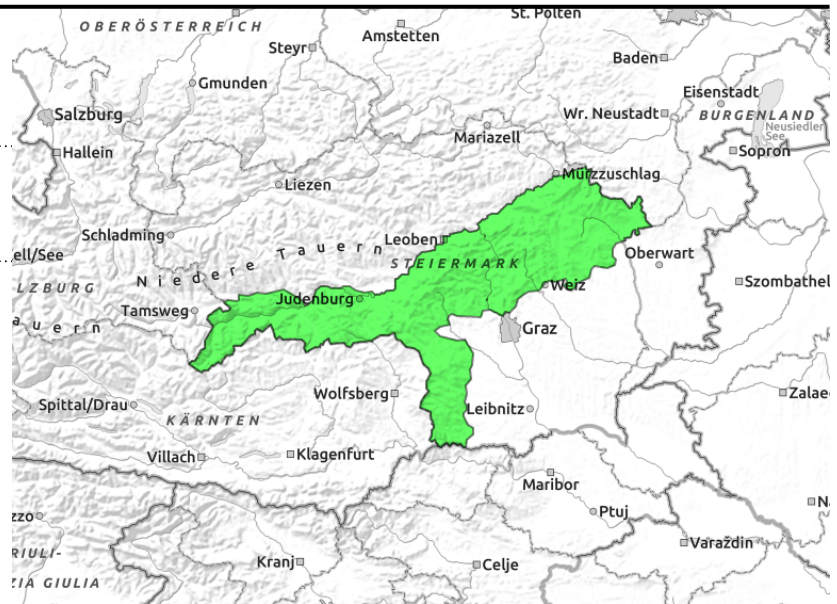 OBERÖSTERREICH
St. Pölten
Amstetten
Steyr
Baden
Gmunden
Eisenstadt
Salzburg
Wr. Neustadt
BURGENLAND
Neusiedler
See
Mariazell
Hallein
Sopron
Mürzzuschlag
Liezen
Schladming
Leoben
ell/See
Niedere Tauern
STEIERMARK
Oberwart
LZBURG
Weiz
Szombathel
Judenburg
Tamsweg
auern
Graz
Wolfsberg
Zalae
Spittal/Drau
Leibnitz
KÄRNTEN
Villach
Klagenfurt
Maribor
Na
zzo
Ptuj
Varaždin
RIULI-
Kranj
Celje
ZIA GIULIA